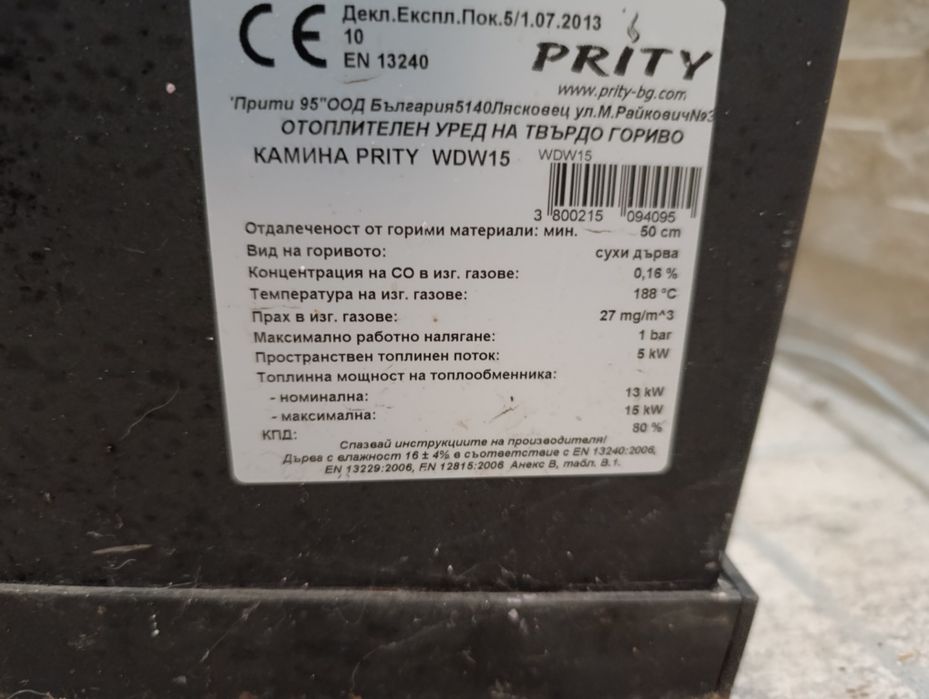 CE
Декл.Експл.Пок.5/1.07.2013
10
EN 13240
PRITY
www.prity-bg.com
"Прити 95"ООД България5140Лясковец ул.М.Райкович№3
ОТОПЛИТЕЛЕН УРЕД НА ТВЪРДО ГОРИВО
КАМИНА PRITY WDW15
WDW15
3 800215 094095
Отдалеченост от горими материали: мин. 50 cm
Вид на горивото: сухи дърва
Концентрация на CO в изг. газове: 0,16 %
Температура на изг. газове: 188 °C
Прах в изг. газове: 27 mg/m^3
Максимално работно налягане: 1 bar
Пространствен топлинен поток: 5 kW
Топлинна мощност на топлообменника:
- номинална: 13 kW
- максимална: 15 kW
КПД: 80 %
Спазвай инструкциите на производителя!
Дърва с влажност 16 ± 4% в съответствие с EN 13240:2006,
EN 13229:2006, EN 12815:2006 Анекс B, табл. B.1.